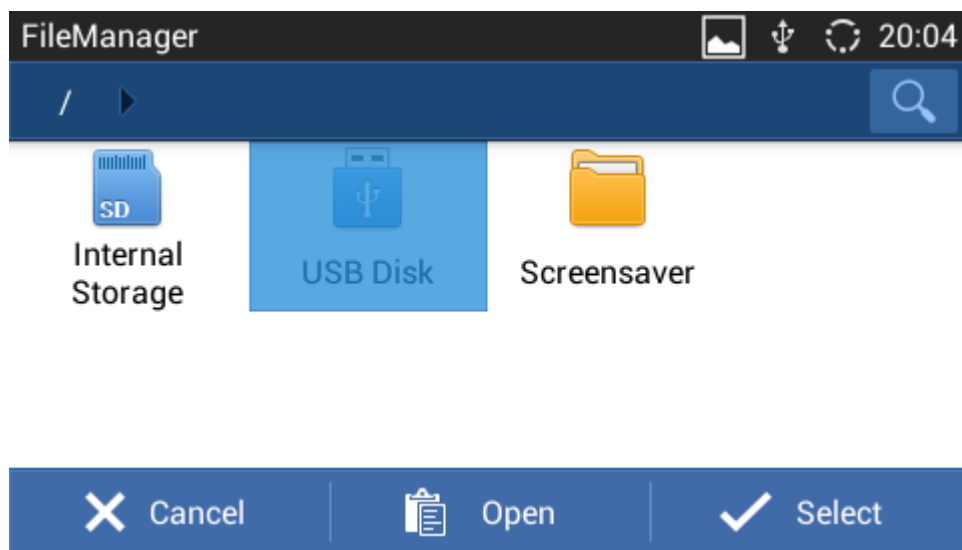 FileManager 20:04
/
SD
Internal
Storage
USB Disk
Screensaver
Cancel Open Select